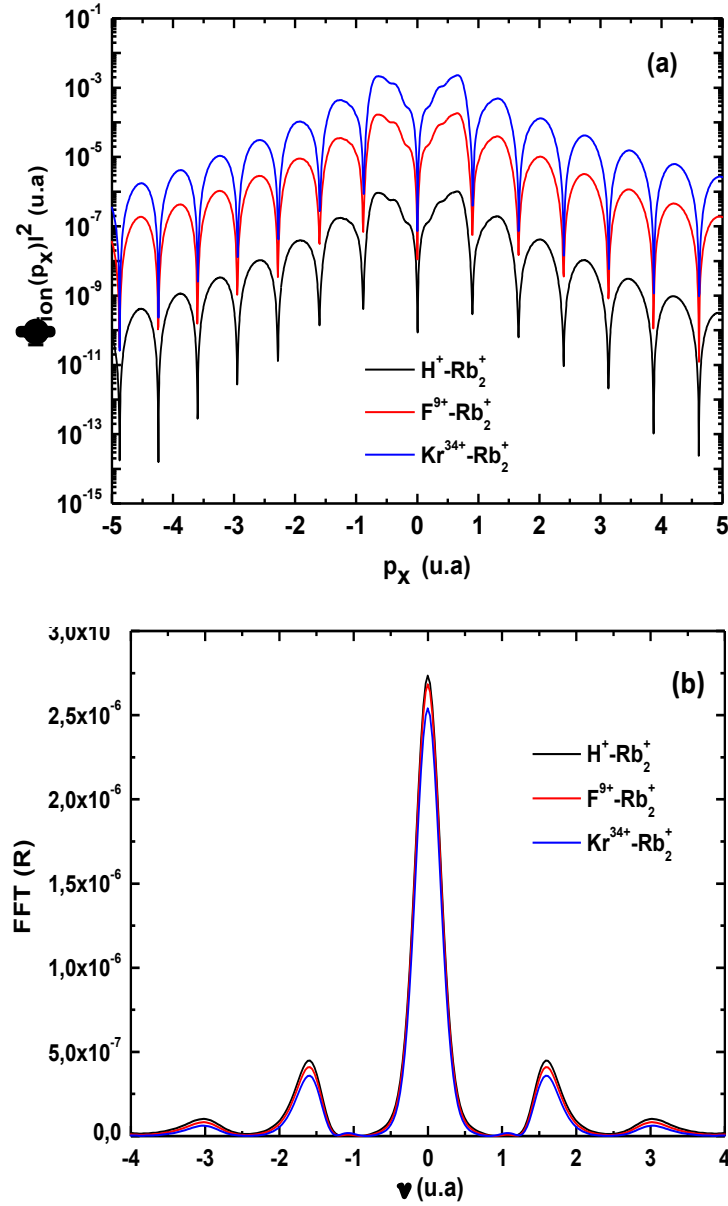 10⁻¹
(a)
10⁻³
10⁻⁵
10⁻⁷
10⁻⁹
10⁻¹¹
10⁻¹³
10⁻¹⁵
ion(pₓ)|² (u.a)
H⁺-Rb₂⁺
F⁹⁺-Rb₂⁺
Kr³⁴⁺-Rb₂⁺
-5 -4 -3 -2 -1 0 1 2 3 4 5
pₓ (u.a)
3,0x10
(b)
2,5x10⁻⁶
2,0x10⁻⁶
1,5x10⁻⁶
1,0x10⁻⁶
5,0x10⁻⁷
0,0
FFT (R)
H⁺-Rb₂⁺
F⁹⁺-Rb₂⁺
Kr³⁴⁺-Rb₂⁺
-4 -3 -2 -1 0 1 2 3 4
ν (u.a)